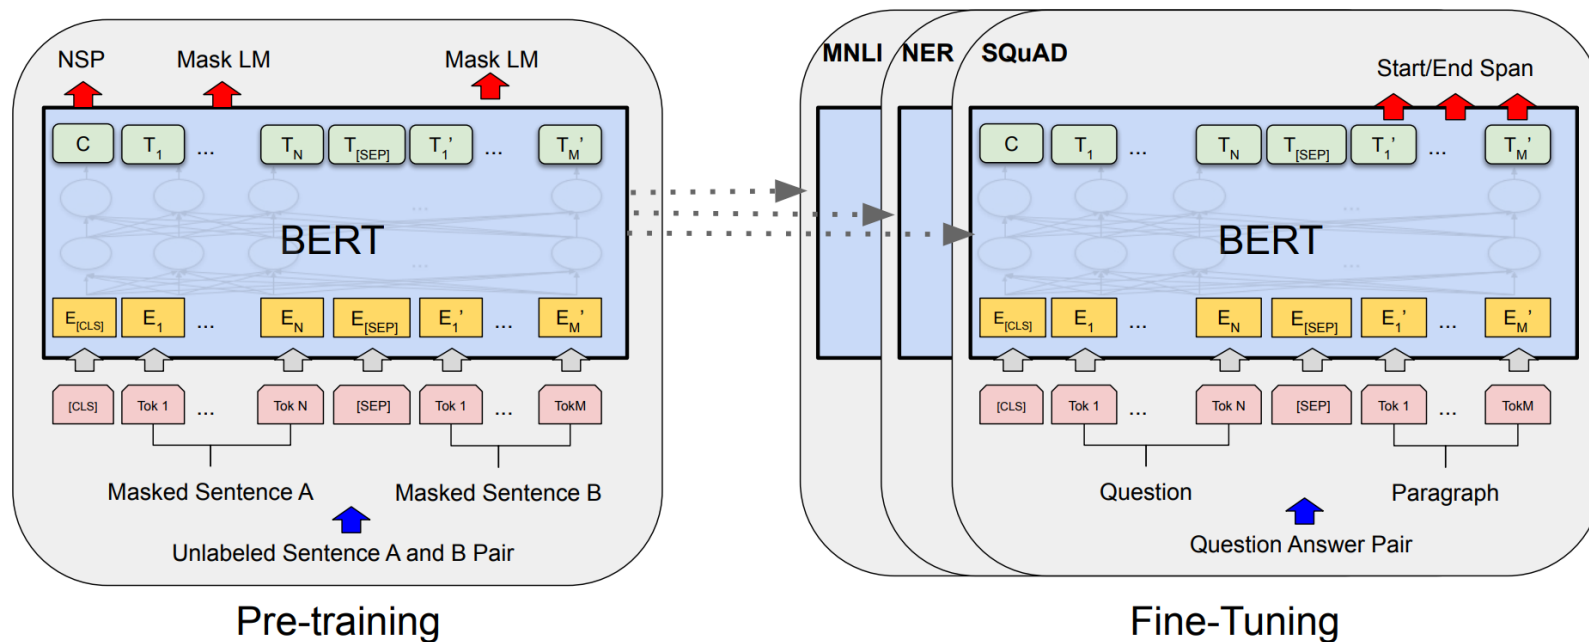 NSP Mask LM Mask LM
C T1 ... TN T[SEP] T1' ... TM'
...
BERT
...
E[CLS] E1 ... EN E[SEP] E1' ... EM'
[CLS] Tok 1 ... Tok N [SEP] Tok 1 ... TokM
Masked Sentence A Masked Sentence B
Unlabeled Sentence A and B Pair
Pre-training
MNLI NER SQuAD
Start/End Span
C T1 ... TN T[SEP] T1' ... TM'
...
BERT
...
E[CLS] E1 ... EN E[SEP] E1' ... EM'
[CLS] Tok 1 ... Tok N [SEP] Tok 1 ... TokM
Question Paragraph
Question Answer Pair
Fine-Tuning